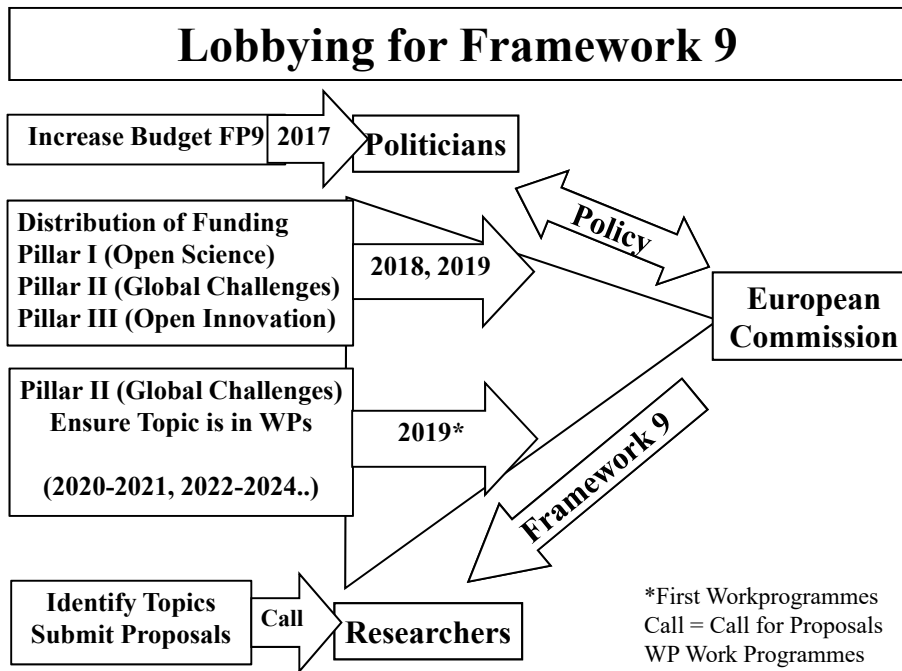 Lobbying for Framework 9
Increase Budget FP9
2017
Politicians
Policy
Distribution of Funding
Pillar I (Open Science)
Pillar II (Global Challenges)
Pillar III (Open Innovation)
2018, 2019
European
Commission
Pillar II (Global Challenges)
Ensure Topic is in WPs
(2020-2021, 2022-2024..)
2019*
Framework 9
Identify Topics
Submit Proposals
Call
Researchers
*First Workprogrammes
Call = Call for Proposals
WP Work Programmes